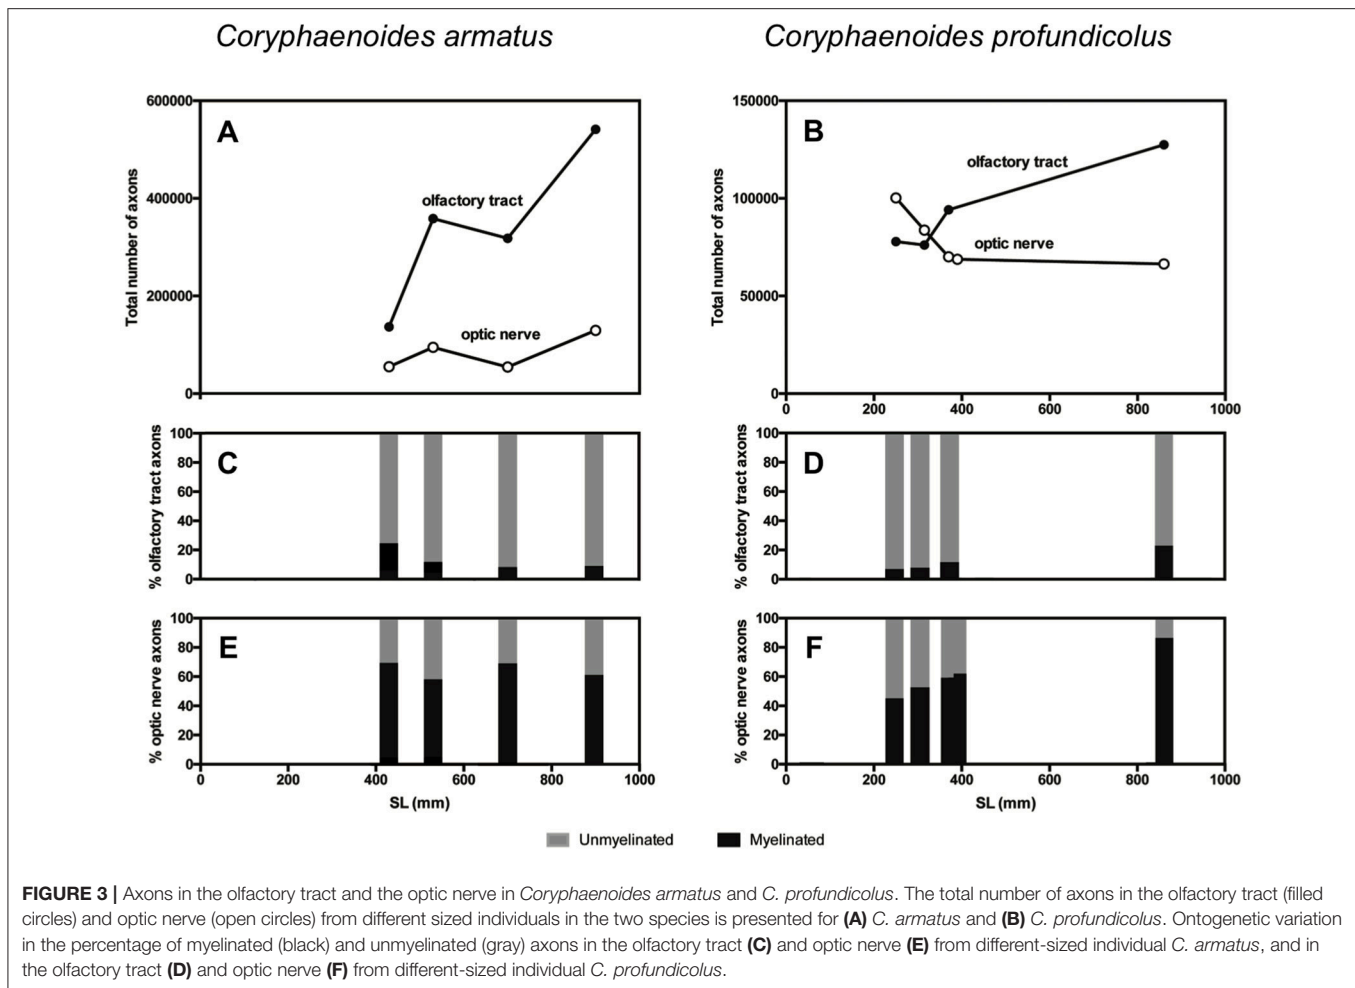 Coryphaenoides armatus
Coryphaenoides profundicolus
600000
400000
200000
0
Total number of axons
A
olfactory tract
optic nerve
150000
100000
50000
0
Total number of axons
B
olfactory tract
optic nerve
0 200 400 600 800 1000
100
80
60
40
20
0
% olfactory tract axons
C
100
80
60
40
20
0
% olfactory tract axons
D
100
80
60
40
20
0
% optic nerve axons
E
0 200 400 600 800 1000
SL (mm)
100
80
60
40
20
0
% optic nerve axons
F
0 200 400 600 800 1000
SL (mm)
Unmyelinated Myelinated
FIGURE 3 | Axons in the olfactory tract and the optic nerve in Coryphaenoides armatus and C. profundicolus. The total number of axons in the olfactory tract (filled
circles) and optic nerve (open circles) from different sized individuals in the two species is presented for (A) C. armatus and (B) C. profundicolus. Ontogenetic variation
in the percentage of myelinated (black) and unmyelinated (gray) axons in the olfactory tract (C) and optic nerve (E) from different-sized individual C. armatus, and in
the olfactory tract (D) and optic nerve (F) from different-sized individual C. profundicolus.